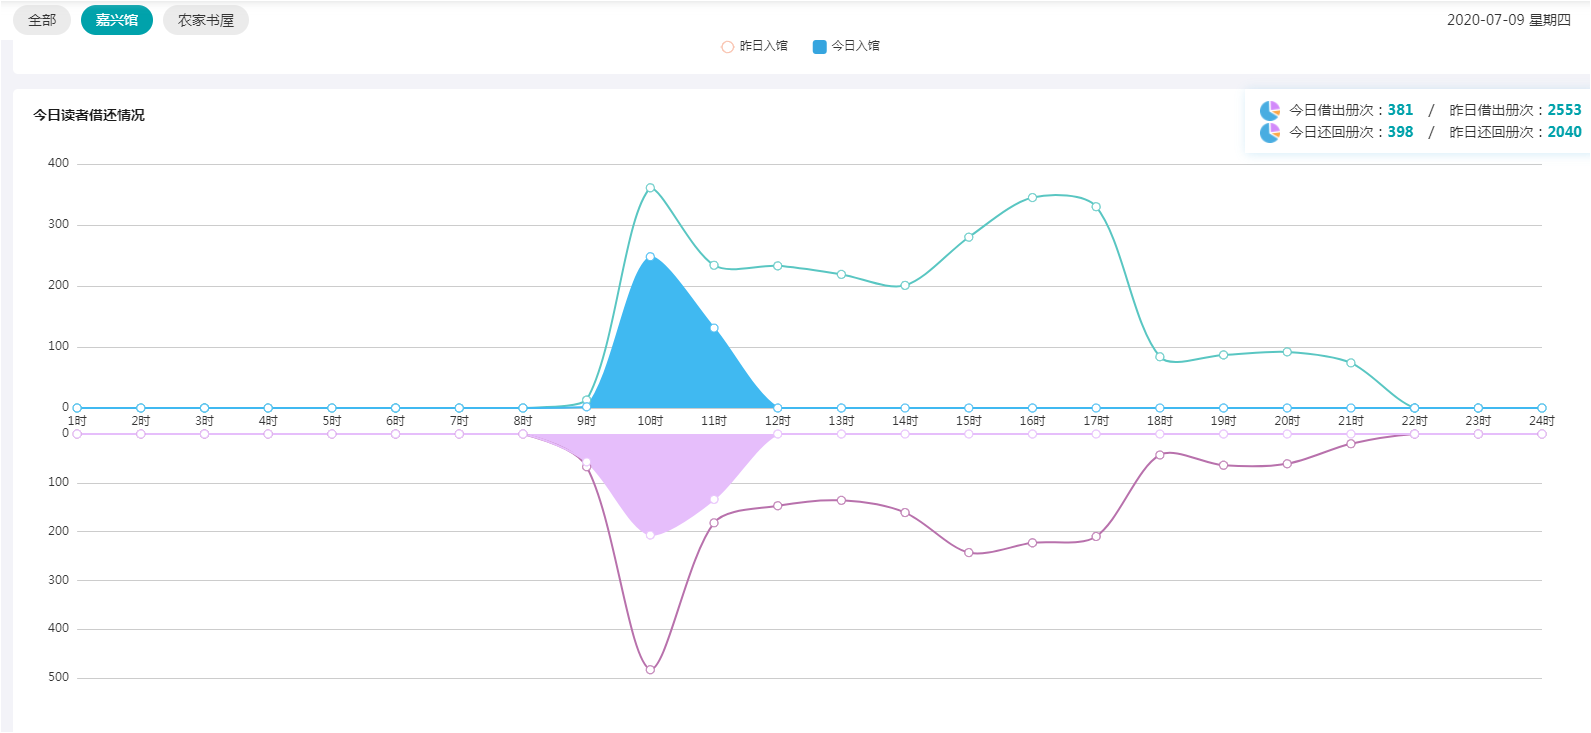 全部 嘉兴馆 农家书屋 2020-07-09 星期四
昨日入馆 今日入馆
今日读者借还情况
今日借出册次：381 / 昨日借出册次：2553
今日还回册次：398 / 昨日还回册次：2040
400
300
200
100
0
1时 2时 3时 4时 5时 6时 7时 8时 9时 10时 11时 12时 13时 14时 15时 16时 17时 18时 19时 20时 21时 22时 23时 24时
0
100
200
300
400
500